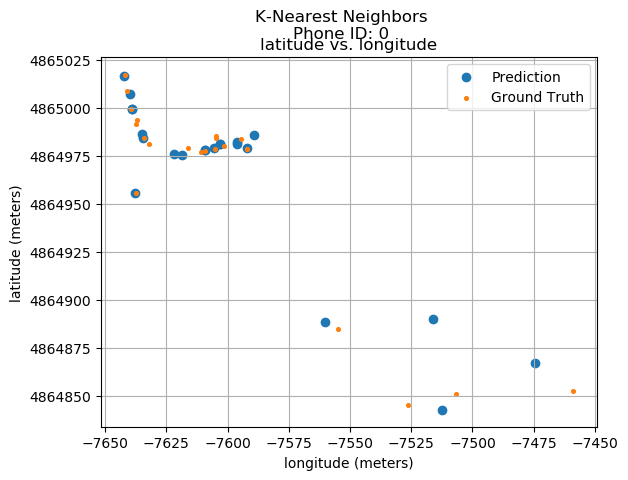 K-Nearest Neighbors
Phone ID: 0
latitude vs. longitude
Prediction
Ground Truth
4865025
4865000
4864975
4864950
4864925
4864900
4864875
4864850
latitude (meters)
−7650 −7625 −7600 −7575 −7550 −7525 −7500 −7475 −7450
longitude (meters)